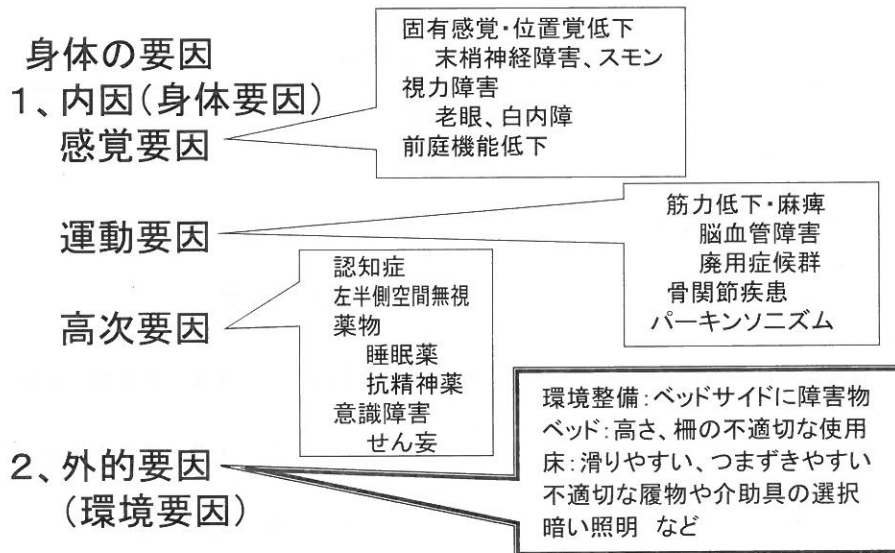 身体の要因
1、内因(身体要因)
感覚要因
固有感覚・位置覚低下
末梢神経障害、スモン
視力障害
老眼、白内障
前庭機能低下
運動要因
筋力低下・麻痺
脳血管障害
廃用症候群
骨関節疾患
パーキンソニズム
高次要因
認知症
左半側空間無視
薬物
睡眠薬
抗精神薬
意識障害
せん妄
2、外的要因
(環境要因)
環境整備:ベッドサイドに障害物
ベッド:高さ、柵の不適切な使用
床:滑りやすい、つまずきやすい
不適切な履物や介助具の選択
暗い照明 など